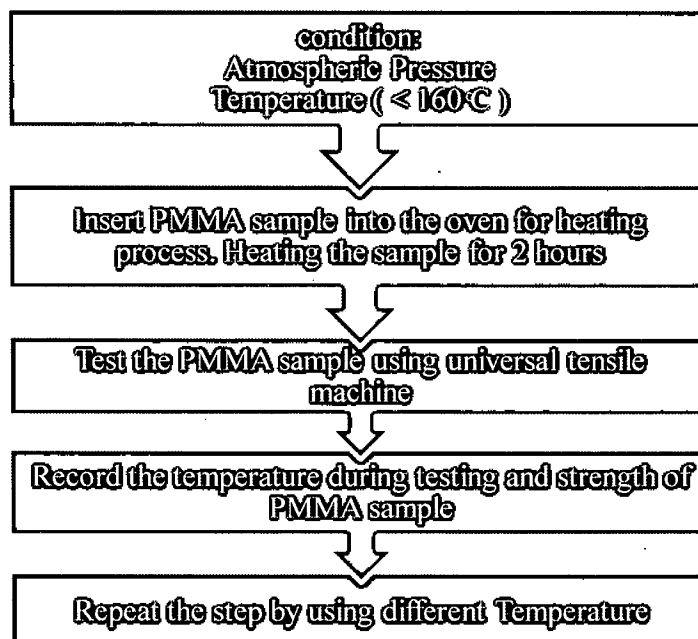 condition:
Atmospheric Pressure
Temperature ( < 160°C )
Insert PMMA sample into the oven for heating
process. Heating the sample for 2 hours
Test the PMMA sample using universal tensile
machine
Record the temperature during testing and strength of
PMMA sample
Repeat the step by using different Temperature